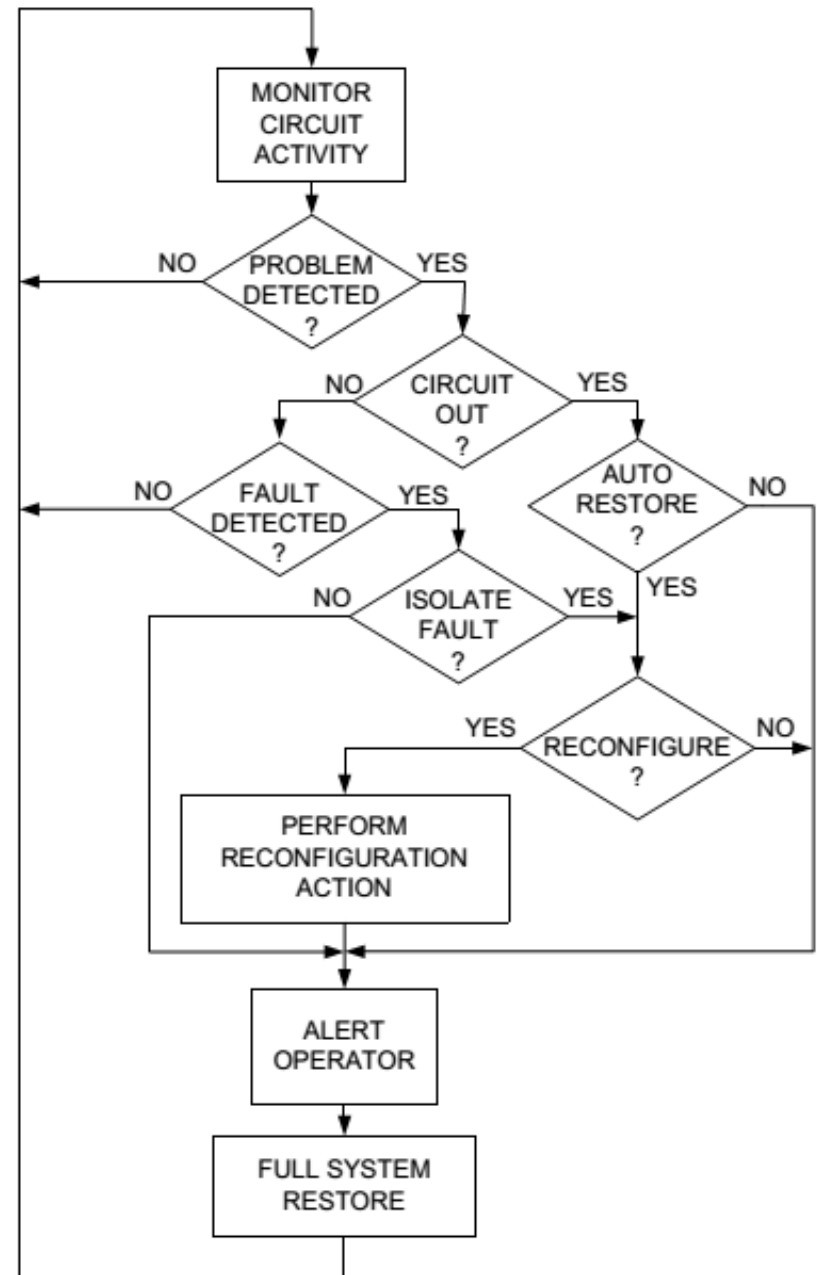 MONITOR
CIRCUIT
ACTIVITY
NO
PROBLEM
DETECTED
?
YES
NO
CIRCUIT
OUT
?
YES
NO
FAULT
DETECTED
?
YES
AUTO
RESTORE
?
NO
YES
NO
ISOLATE
FAULT
?
YES
YES
RECONFIGURE
?
NO
PERFORM
RECONFIGURATION
ACTION
ALERT
OPERATOR
FULL SYSTEM
RESTORE